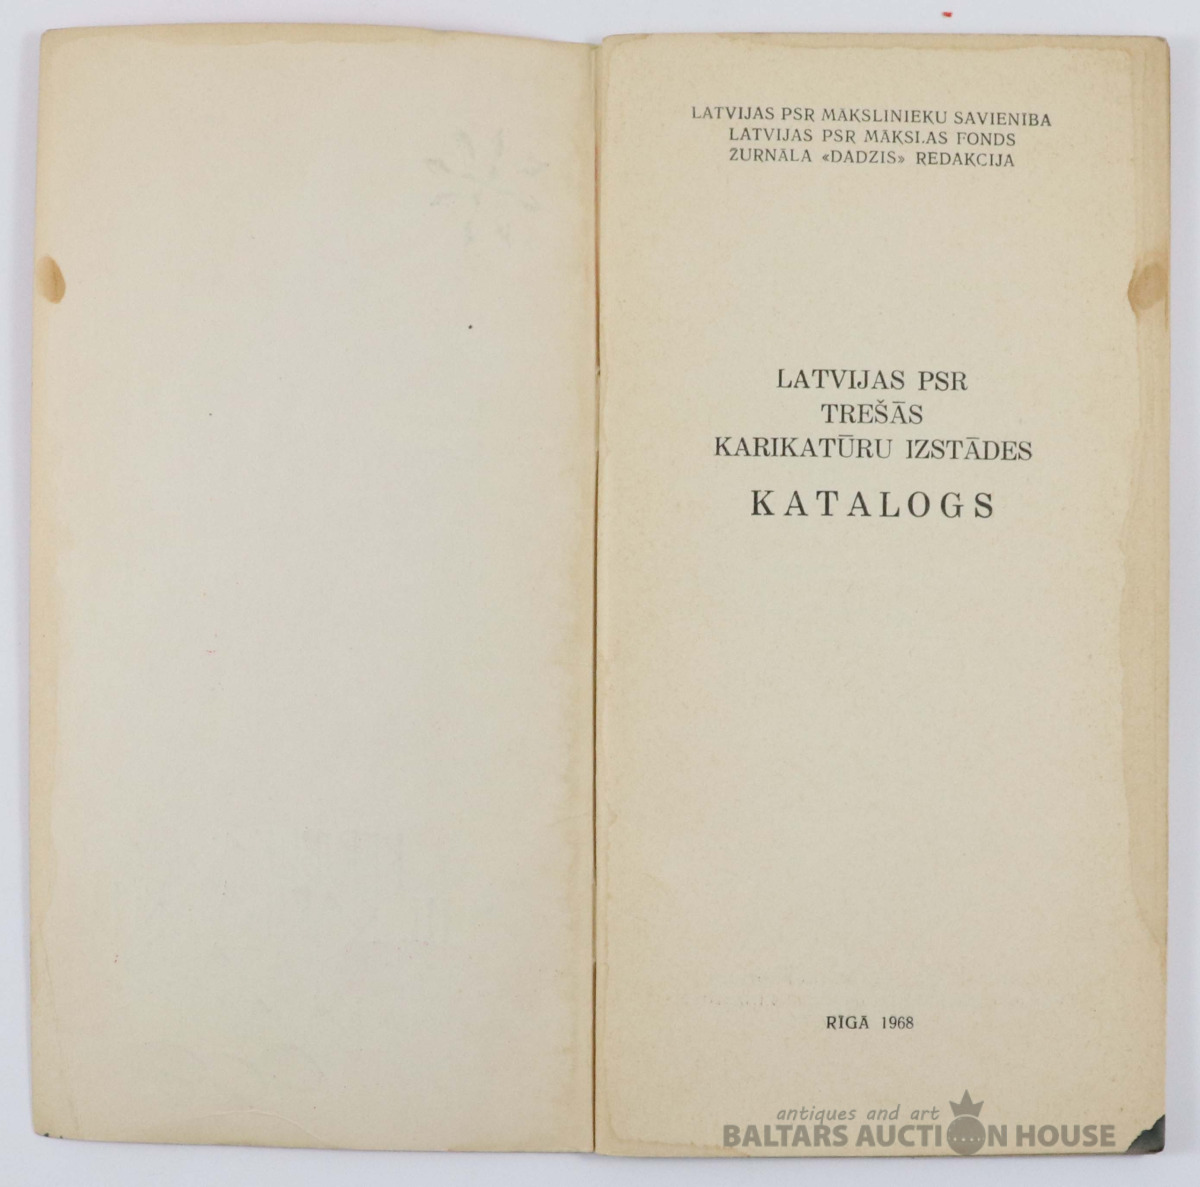 LATVIJAS PSR MĀKSLINIEKU SAVIENĪBA
LATVIJAS PSR MĀKSLAS FONDS
ŽURNĀLA «DADZIS» REDAKCIJA
LATVIJAS PSR
TREŠĀS
KARIKATŪRU IZSTĀDES
KATALOGS
RĪGĀ 1968
antiques and art
BALTARS AUCTION HOUSE